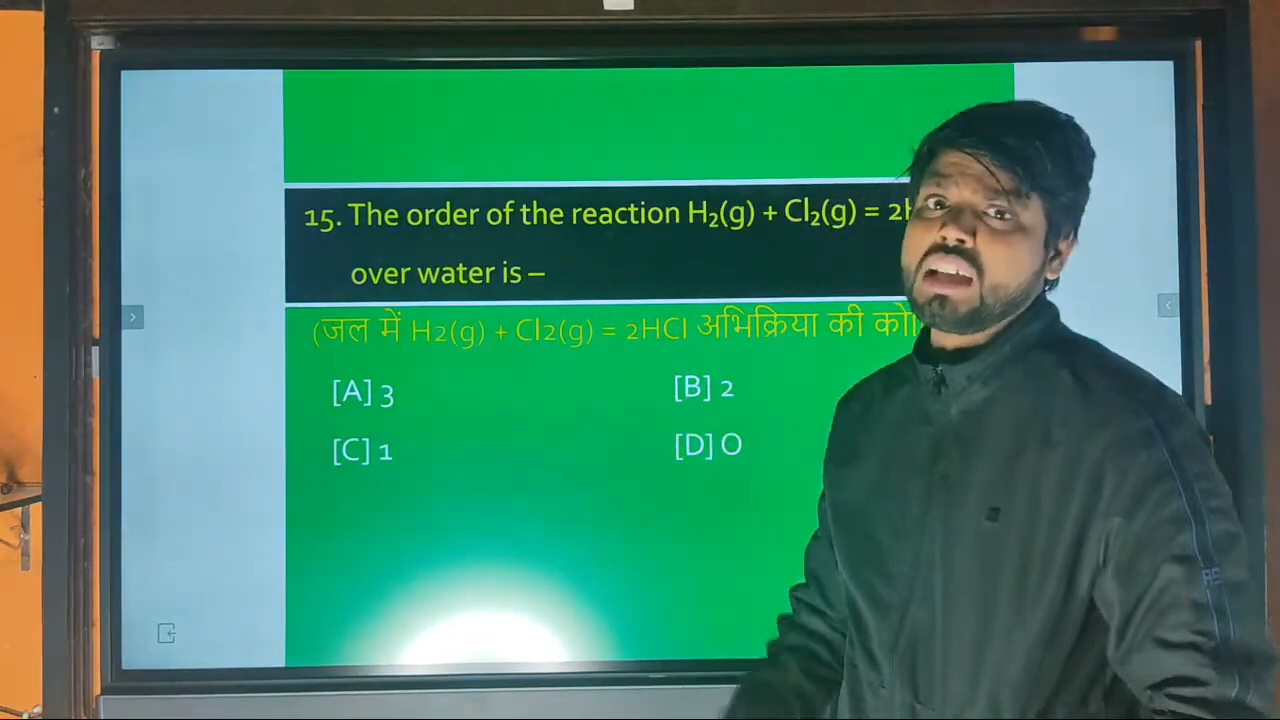 15. The order of the reaction H₂(g) + Cl₂(g) = 2H
over water is –
(जल में H2(g) + Cl2(g) = 2HCl अभिक्रिया की
[A] 3
[B] 2
[C] 1
[D] 0